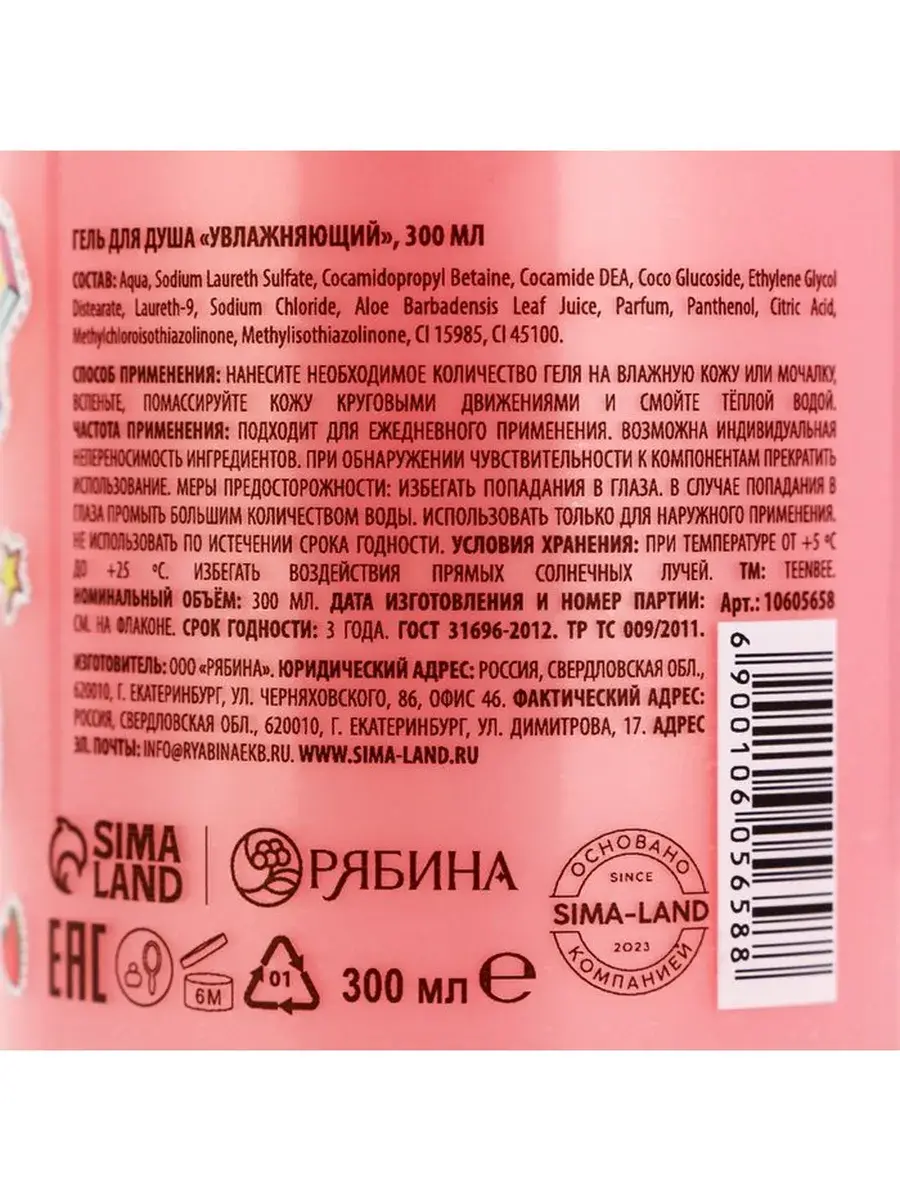 ГЕЛЬ ДЛЯ ДУША «УВЛАЖНЯЮЩИЙ», 300 МЛ
СОСТАВ: Aqua, Sodium Laureth Sulfate, Cocamidopropyl Betaine, Cocamide DEA, Coco Glucoside, Ethylene Glycol
Distearate, Laureth-9, Sodium Chloride, Aloe Barbadensis Leaf Juice, Parfum, Panthenol, Citric Acid,
Methylchloroisothiazolinone, Methylisothiazolinone, CI 15985, CI 45100.
СПОСОБ ПРИМЕНЕНИЯ: НАНЕСИТЕ НЕОБХОДИМОЕ КОЛИЧЕСТВО ГЕЛЯ НА ВЛАЖНУЮ КОЖУ ИЛИ МОЧАЛКУ,
ВСПЕНЬТЕ, ПОМАССИРУЙТЕ КОЖУ КРУГОВЫМИ ДВИЖЕНИЯМИ И СМОЙТЕ ТЁПЛОЙ ВОДОЙ.
ЧАСТОТА ПРИМЕНЕНИЯ: ПОДХОДИТ ДЛЯ ЕЖЕДНЕВНОГО ПРИМЕНЕНИЯ. ВОЗМОЖНА ИНДИВИДУАЛЬНАЯ
НЕПЕРЕНОСИМОСТЬ ИНГРЕДИЕНТОВ. ПРИ ОБНАРУЖЕНИИ ЧУВСТВИТЕЛЬНОСТИ К КОМПОНЕНТАМ ПРЕКРАТИТЬ
ИСПОЛЬЗОВАНИЕ. МЕРЫ ПРЕДОСТОРОЖНОСТИ: ИЗБЕГАТЬ ПОПАДАНИЯ В ГЛАЗА. В СЛУЧАЕ ПОПАДАНИЯ В
ГЛАЗА ПРОМЫТЬ БОЛЬШИМ КОЛИЧЕСТВОМ ВОДЫ. ИСПОЛЬЗОВАТЬ ТОЛЬКО ДЛЯ НАРУЖНОГО ПРИМЕНЕНИЯ.
НЕ ИСПОЛЬЗОВАТЬ ПО ИСТЕЧЕНИИ СРОКА ГОДНОСТИ. УСЛОВИЯ ХРАНЕНИЯ: ПРИ ТЕМПЕРАТУРЕ ОТ +5 ºС
ДО +25 ºС. ИЗБЕГАТЬ ВОЗДЕЙСТВИЯ ПРЯМЫХ СОЛНЕЧНЫХ ЛУЧЕЙ. ТМ: TEENBEE.
НОМИНАЛЬНЫЙ ОБЪЁМ: 300 МЛ. ДАТА ИЗГОТОВЛЕНИЯ И НОМЕР ПАРТИИ: Арт.: 10605658
СМ. НА ФЛАКОНЕ. СРОК ГОДНОСТИ: 3 ГОДА. ГОСТ 31696-2012. ТР ТС 009/2011.
ИЗГОТОВИТЕЛЬ: ООО «РЯБИНА». ЮРИДИЧЕСКИЙ АДРЕС: РОССИЯ, СВЕРДЛОВСКАЯ ОБЛ.,
620010, Г. ЕКАТЕРИНБУРГ, УЛ. ЧЕРНЯХОВСКОГО, 86, ОФИС 46. ФАКТИЧЕСКИЙ АДРЕС:
РОССИЯ, СВЕРДЛОВСКАЯ ОБЛ., 620010, Г. ЕКАТЕРИНБУРГ, УЛ. ДИМИТРОВА, 17. АДРЕС
ЭЛ. ПОЧТЫ: INFO@RYABINAEKB.RU. WWW.SIMA-LAND.RU
6900106056588
SIMA
LAND
РЯБИНА
ОСНОВАНО
SINCE
SIMA-LAND
2023
КОМПАНИЕЙ
EAC
6M
01
300 мл e